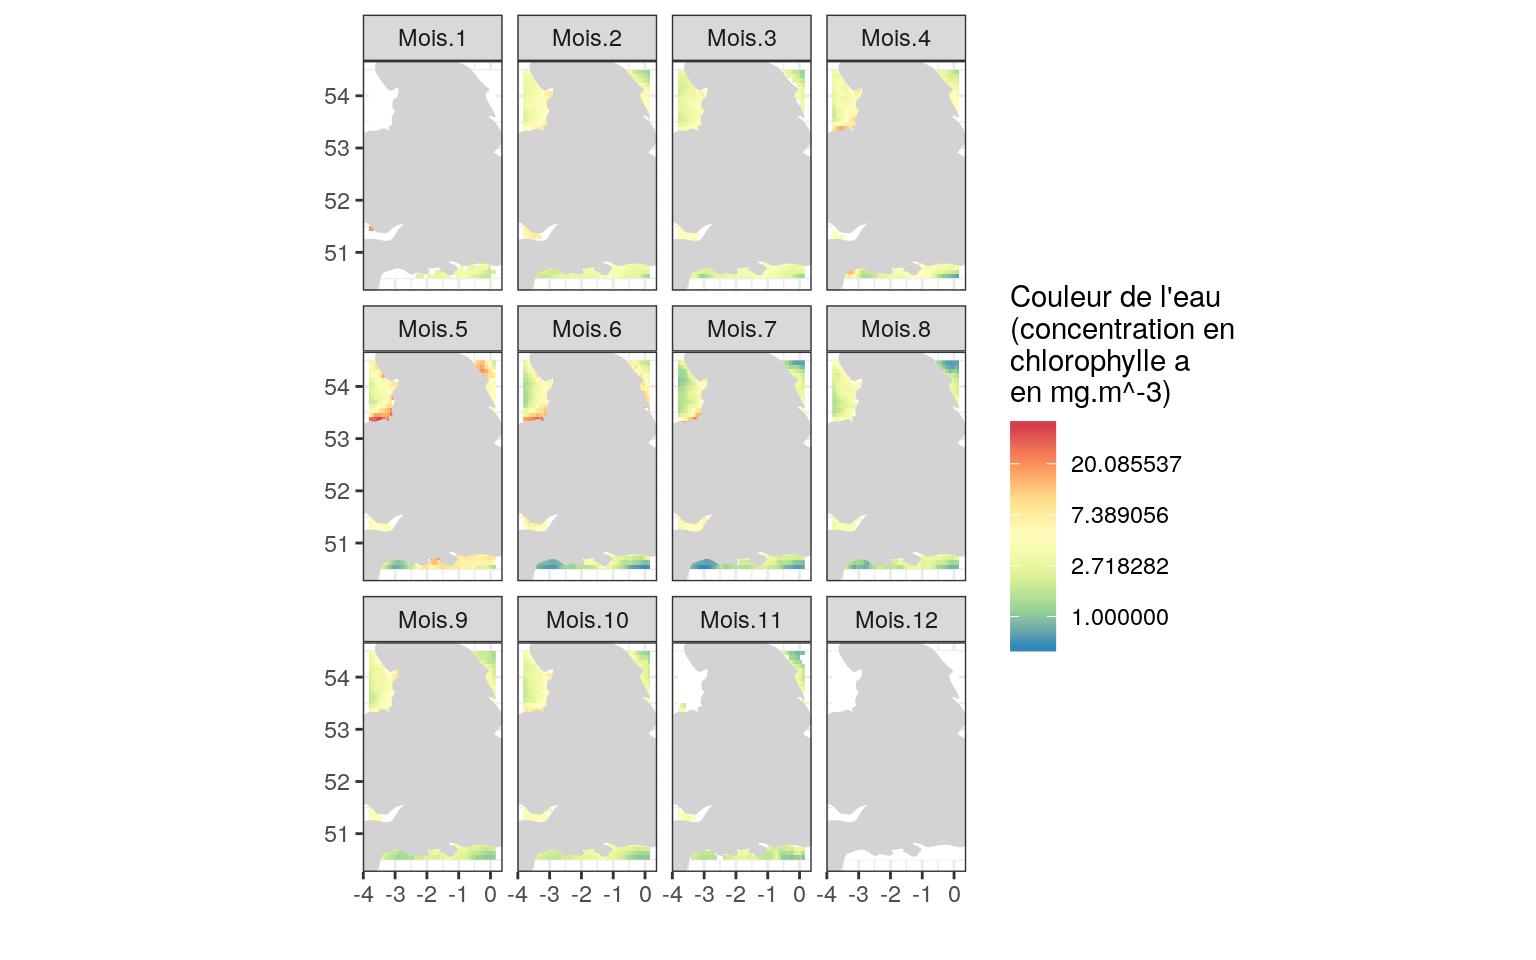 Mois.1 Mois.2 Mois.3 Mois.4
54
53
52
51
Mois.5 Mois.6 Mois.7 Mois.8
54
53
52
51
Mois.9 Mois.10 Mois.11 Mois.12
54
53
52
51
-4 -3 -2 -1 0 -4 -3 -2 -1 0 -4 -3 -2 -1 0 -4 -3 -2 -1 0
Couleur de l'eau
(concentration en
chlorophylle a
en mg.m^-3)
20.085537
7.389056
2.718282
1.000000